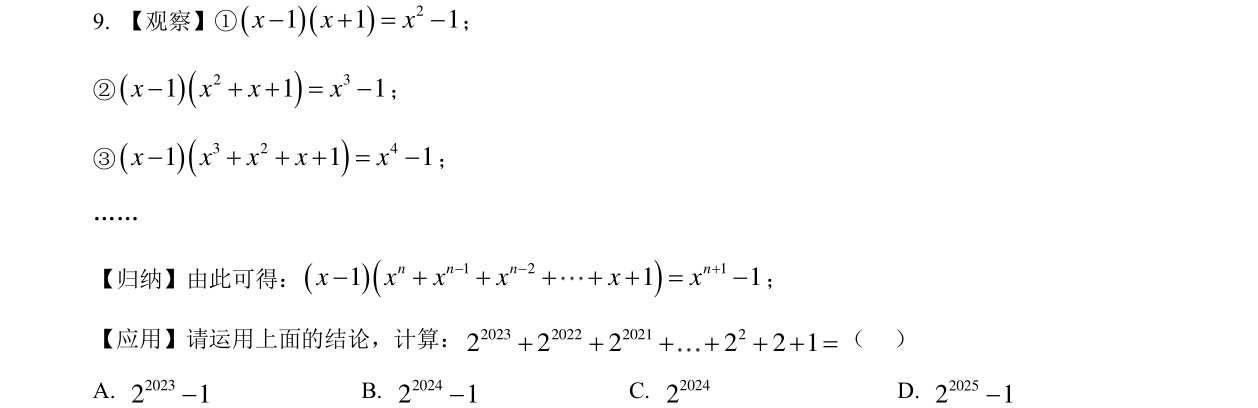 9. 【观察】①(x−1)(x+1)=x²−1；
②(x−1)(x²+x+1)=x³−1；
③(x−1)(x³+x²+x+1)=x⁴−1；
……
【归纳】由此可得：(x−1)(xⁿ+xⁿ⁻¹+xⁿ⁻²+⋯+x+1)=xⁿ⁺¹−1；
【应用】请运用上面的结论，计算：2²⁰²³+2²⁰²²+2²⁰²¹+…+2²+2+1=（ ）
A. 2²⁰²³−1 B. 2²⁰²⁴−1 C. 2²⁰²⁴ D. 2²⁰²⁵−1